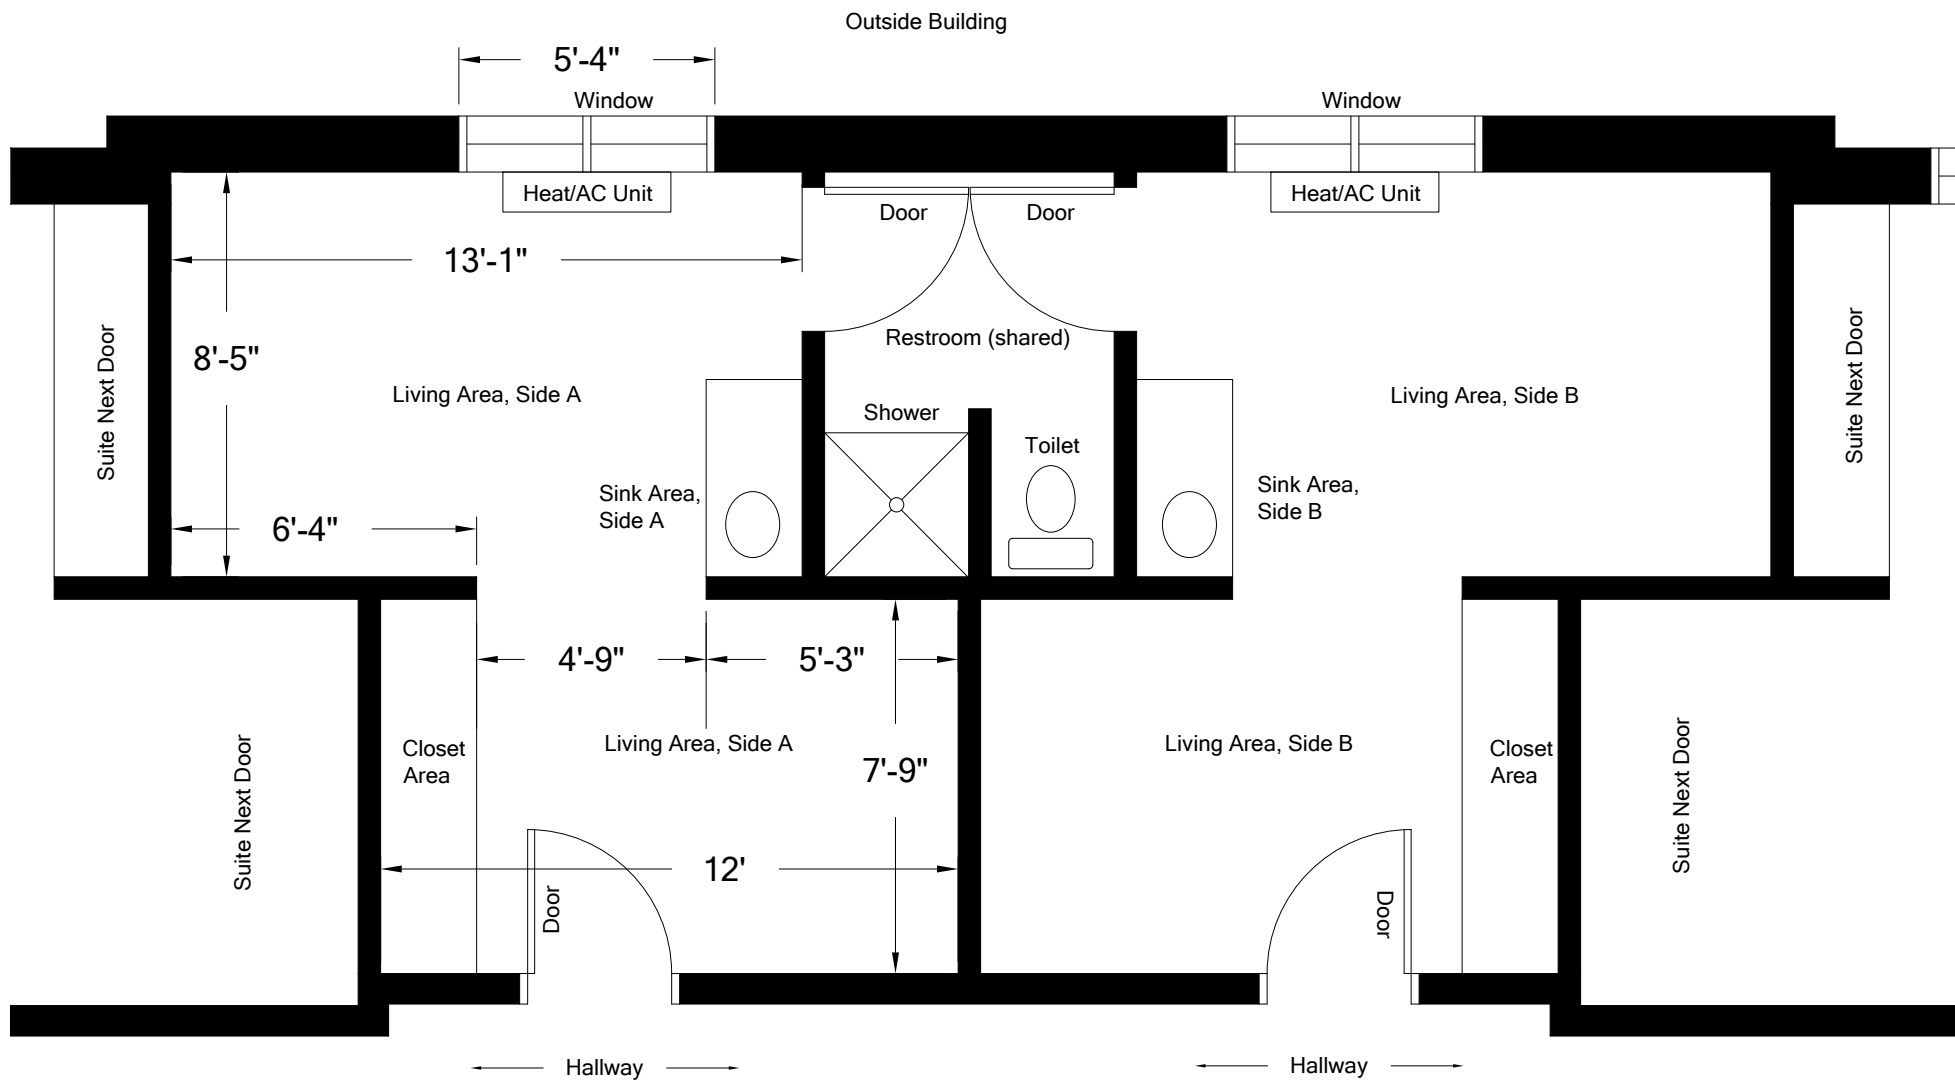 Outside Building
5'-4"
Window
Window
Heat/AC Unit
Heat/AC Unit
Door
Door
13'-1"
Restroom (shared)
8'-5"
Suite Next Door
Living Area, Side A
Living Area, Side B
Suite Next Door
Shower
Toilet
Sink Area,
Side A
Sink Area,
Side B
6'-4"
4'-9"
5'-3"
Living Area, Side A
Living Area, Side B
Closet
Area
Closet
Area
7'-9"
Suite Next Door
Suite Next Door
12'
Door
Door
Hallway
Hallway